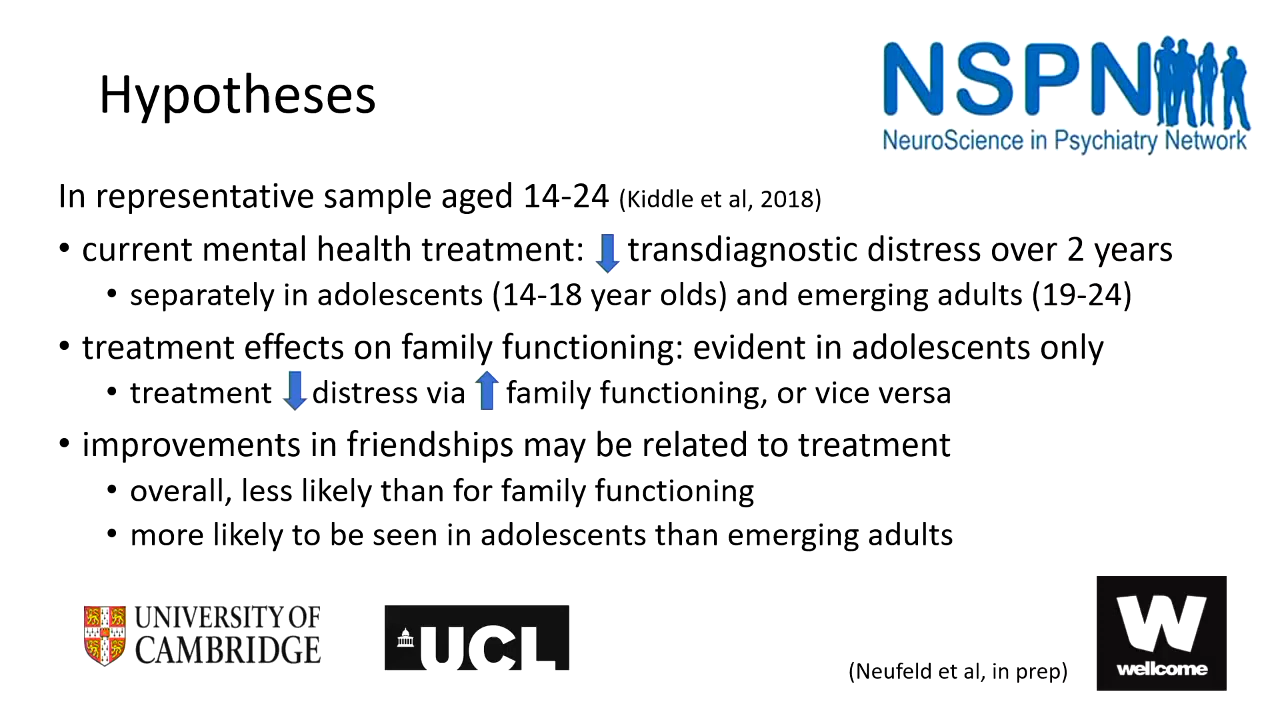 Hypotheses
NSPN
NeuroScience in Psychiatry Network
In representative sample aged 14-24 (Kiddle et al, 2018)
• current mental health treatment: ⬇ transdiagnostic distress over 2 years
• separately in adolescents (14-18 year olds) and emerging adults (19-24)
• treatment effects on family functioning: evident in adolescents only
• treatment ⬇ distress via ⬆ family functioning, or vice versa
• improvements in friendships may be related to treatment
• overall, less likely than for family functioning
• more likely to be seen in adolescents than emerging adults
UNIVERSITY OF
CAMBRIDGE
UCL
(Neufeld et al, in prep)
W
wellcome